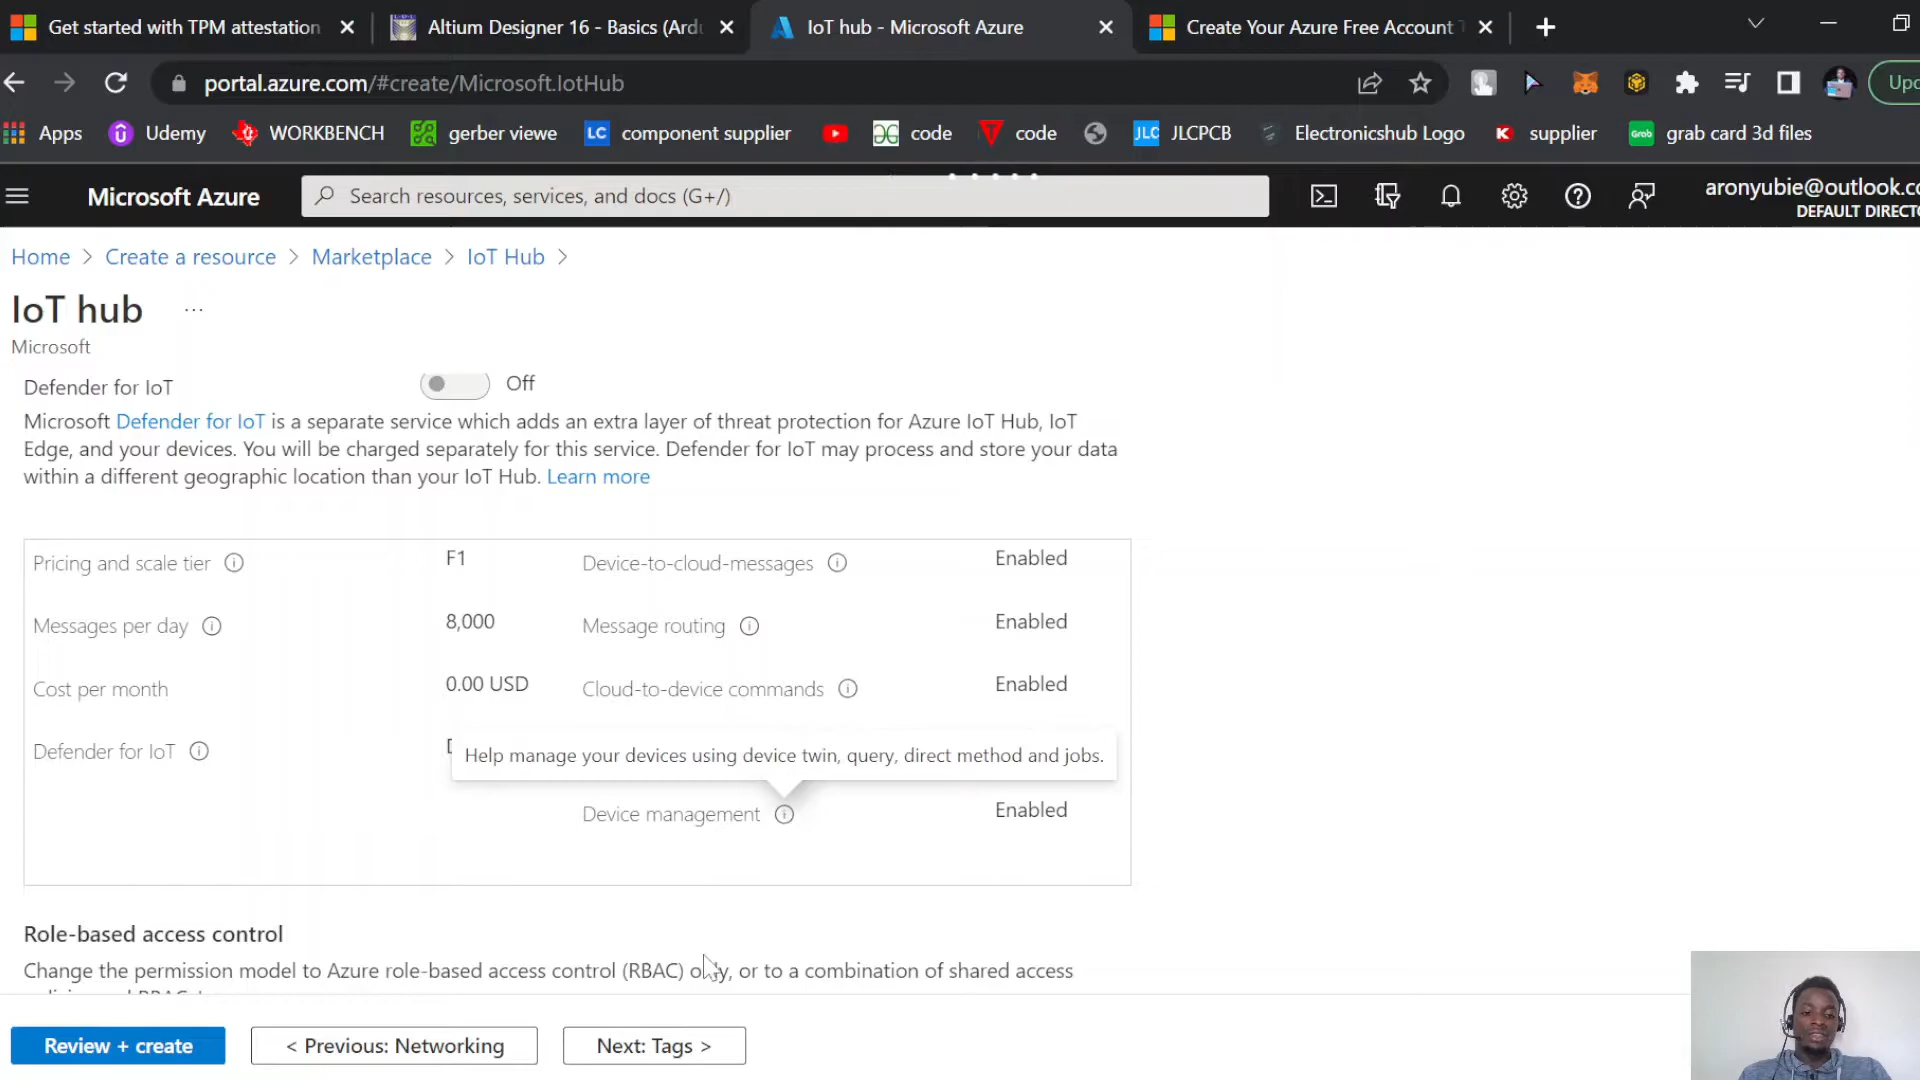 Get started with TPM attestation
Altium Designer 16 - Basics (Ardu
IoT hub - Microsoft Azure
Create Your Azure Free Account T
portal.azure.com/#create/Microsoft.IotHub
Upd
Apps
Udemy
WORKBENCH
gerber viewe
LC component supplier
code
code
JLC JLCPCB
Electronicshub Logo
K supplier
Grab grab card 3d files
Microsoft Azure
Search resources, services, and docs (G+/)
aronyubie@outlook.co
DEFAULT DIRECTO
Home > Create a resource > Marketplace > IoT Hub >
IoT hub ...
Microsoft
Defender for IoT Off
Microsoft Defender for IoT is a separate service which adds an extra layer of threat protection for Azure IoT Hub, IoT
Edge, and your devices. You will be charged separately for this service. Defender for IoT may process and store your data
within a different geographic location than your IoT Hub. Learn more
Pricing and scale tier F1 Device-to-cloud-messages Enabled
Messages per day 8,000 Message routing Enabled
Cost per month 0.00 USD Cloud-to-device commands Enabled
Defender for IoT
Help manage your devices using device twin, query, direct method and jobs.
Device management Enabled
Role-based access control
Change the permission model to Azure role-based access control (RBAC) only, or to a combination of shared access
Review + create
< Previous: Networking
Next: Tags >